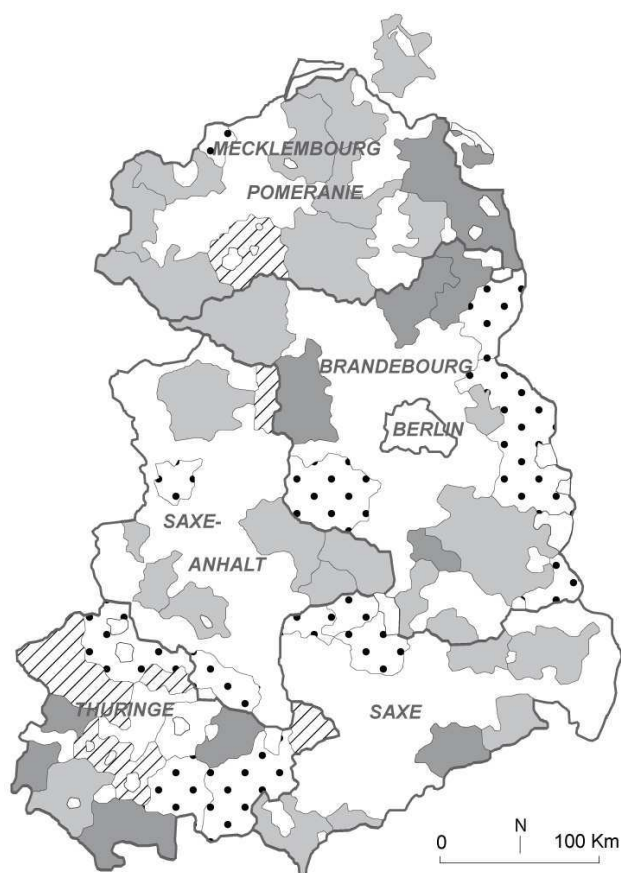 MECKLEMBOURG
POMERANIE
BRANDEBOURG
BERLIN
SAXE-
ANHALT
THURINGE
SAXE
N
0 100 Km